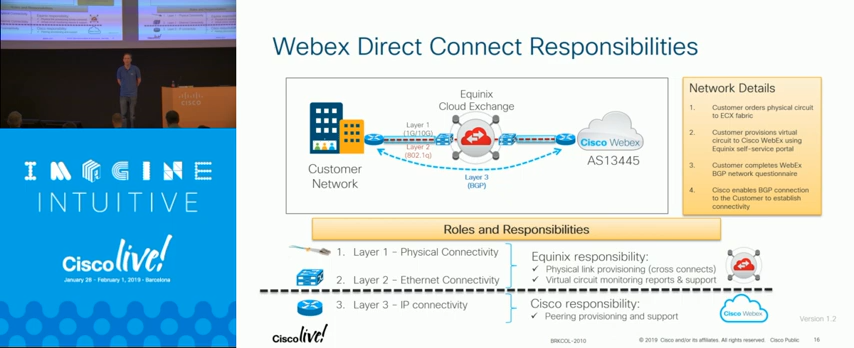 Webex Direct Connect Responsibilities
Equinix
Cloud Exchange
Layer 1
(1G/10G)
Layer 2
(802.1q)
Customer
Network
Layer 3
(BGP)
Cisco Webex
AS13445
Network Details
1. Customer orders physical circuit
to ECX fabric
2. Customer provisions virtual
circuit to Cisco WebEx using
Equinix self-service portal
3. Customer completes WebEx
BGP network questionnaire
4. Cisco enables BGP connection
to the Customer to establish
connectivity
Roles and Responsibilities
1. Layer 1 – Physical Connectivity
2. Layer 2 – Ethernet Connectivity
Equinix responsibility:
✓ Physical link provisioning (cross connects)
✓ Virtual circuit monitoring reports & support
3. Layer 3 – IP connectivity
Cisco responsibility:
✓ Peering provisioning and support
Cisco Webex
Version 1.2
Cisco live!
BRKCOL-2010
© 2019 Cisco and/or its affiliates. All rights reserved. Cisco Public
16
IMAGINE
INTUITIVE
Cisco live!
January 28 - February 1, 2019 · Barcelona